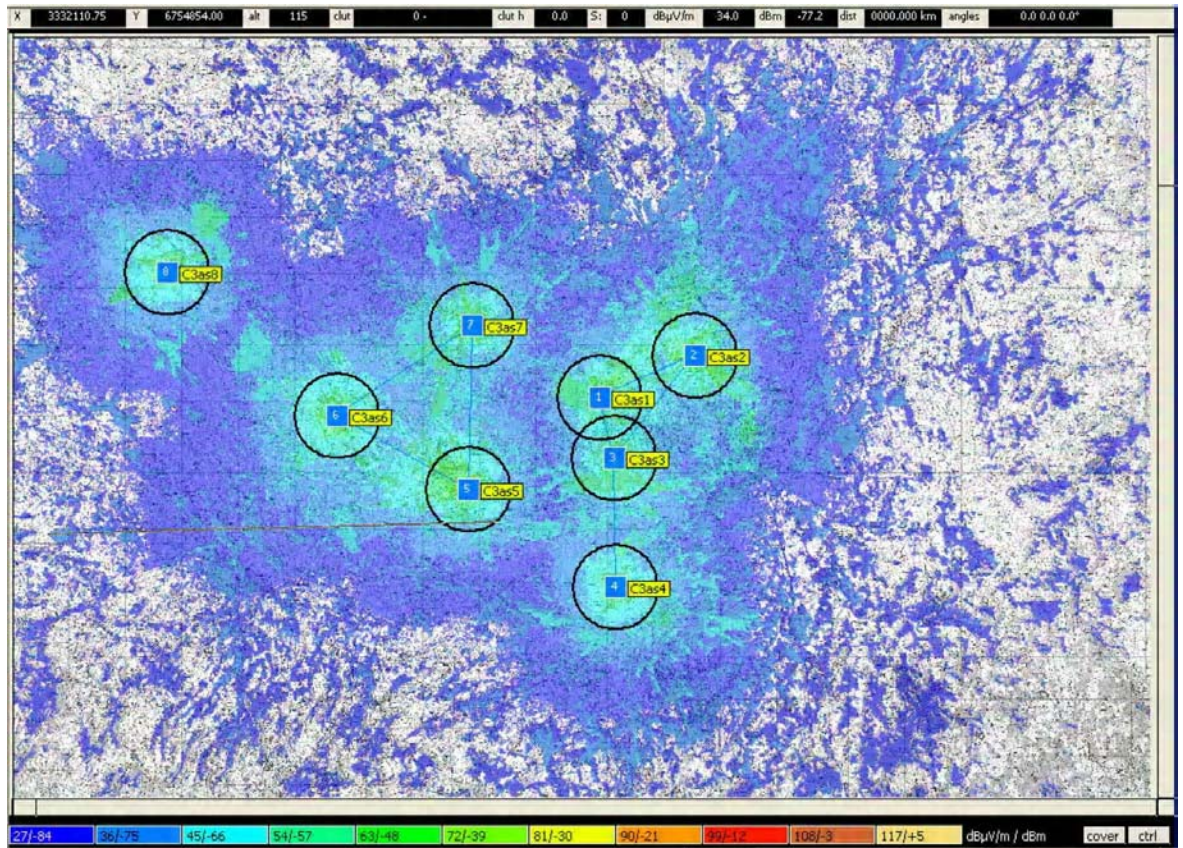 X 3332110.75 Y 6754854.00 alt 115 clut 0 - clut h 0.0 S: 0 dBµV/m 34.0 dBm -77.2 dist 0000.000 km angles 0.0 0.0 0.0°
8 C3as8
7 C3as7
2 C3as2
1 C3as1
6 C3as6
3 C3as3
5 C3as5
4 C3as4
27/-84 36/-75 45/-66 54/-57 63/-48 72/-39 81/-30 90/-21 99/-12 108/-3 117/+5 dBµV/m / dBm cover ctrl